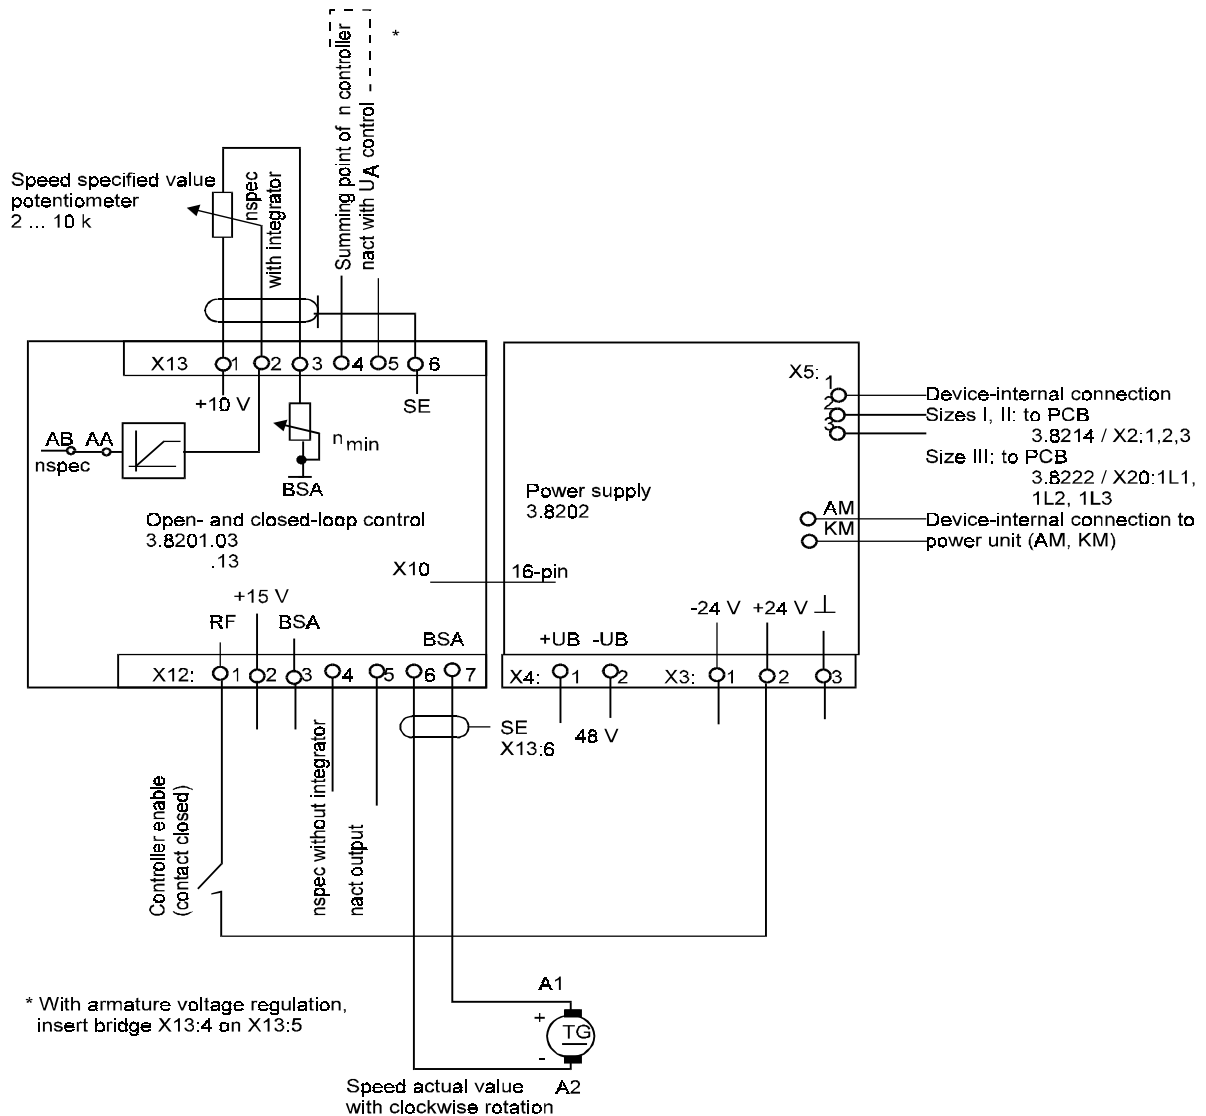 Summing point of n controller
nact with UA control
*
Speed specified value
potentiometer
2 ... 10 k
nspec
with integrator
X13 1 2 3 4 5 6
+10 V
SE
AB AA
nspec
nmin
BSA
Open- and closed-loop control
3.8201.03
.13
X10
16-pin
+15 V
RF
BSA
BSA
X12: 1 2 3 4 5 6 7
Power supply
3.8202
X5: 1
2
3
Device-internal connection
Sizes I, II: to PCB
3.8214 / X2:1,2,3
Size III: to PCB
3.8222 / X20:1L1,
1L2, 1L3
AM
KM
Device-internal connection to
power unit (AM, KM)
-24 V +24 V ⊥
+UB -UB
X4: 1 2
X3: 1 2 3
48 V
SE
X13:6
Controller enable
(contact closed)
nspec without integrator
nact output
* With armature voltage regulation,
insert bridge X13:4 on X13:5
A1
+
TG
-
A2
Speed actual value
with clockwise rotation